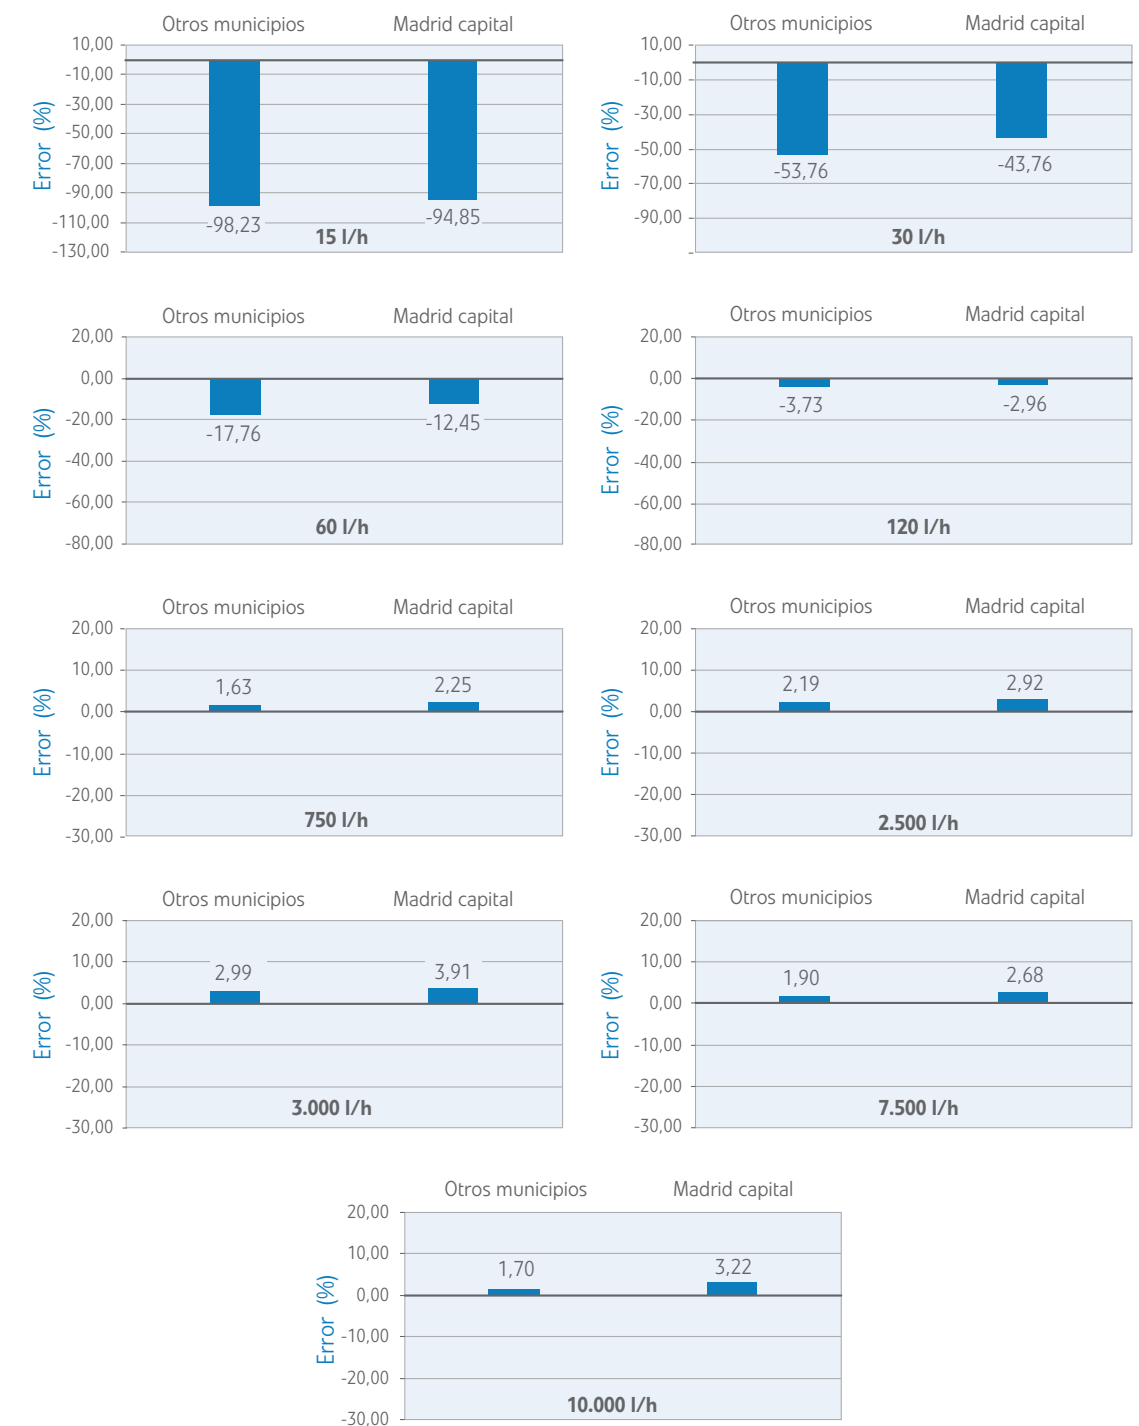 Otros municipios Madrid capital
10,00
-10,00
-30,00
-50,00
-70,00
-90,00
-110,00
-130,00
Error (%)
-98,23
-94,85
15 l/h
Otros municipios Madrid capital
10,00
-10,00
-30,00
-50,00
-70,00
-90,00
Error (%)
-53,76
-43,76
30 l/h
Otros municipios Madrid capital
20,00
0,00
-20,00
-40,00
-60,00
-80,00
Error (%)
-17,76
-12,45
60 l/h
Otros municipios Madrid capital
20,00
0,00
-20,00
-40,00
-60,00
-80,00
Error (%)
-3,73
-2,96
120 l/h
Otros municipios Madrid capital
20,00
10,00
0,00
-10,00
-20,00
-30,00
Error (%)
1,63
2,25
750 l/h
Otros municipios Madrid capital
20,00
10,00
0,00
-10,00
-20,00
-30,00
Error (%)
2,19
2,92
2.500 l/h
Otros municipios Madrid capital
20,00
10,00
0,00
-10,00
-20,00
-30,00
Error (%)
2,99
3,91
3.000 l/h
Otros municipios Madrid capital
20,00
10,00
0,00
-10,00
-20,00
-30,00
Error (%)
1,90
2,68
7.500 l/h
Otros municipios Madrid capital
20,00
10,00
0,00
-10,00
-20,00
-30,00
Error (%)
1,70
3,22
10.000 l/h